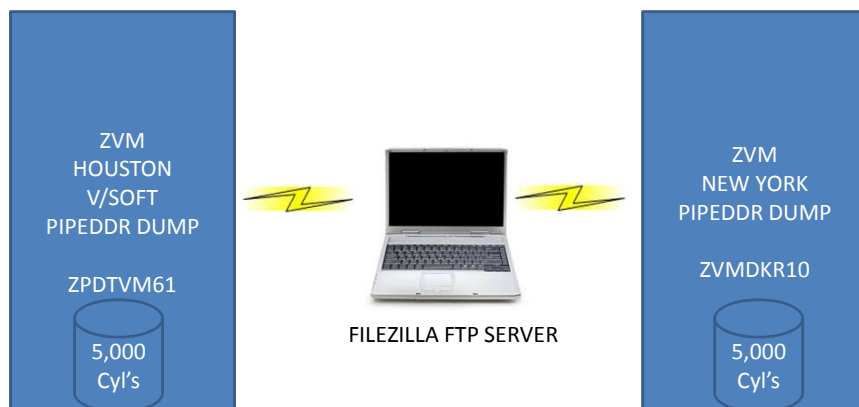 ZVM
HOUSTON
V/SOFT
PIPEDDR DUMP
ZPDTVM61
5,000
Cyl's
FILEZILLA FTP SERVER
ZVM
NEW YORK
PIPEDDR DUMP
ZVMDKR10
5,000
Cyl's